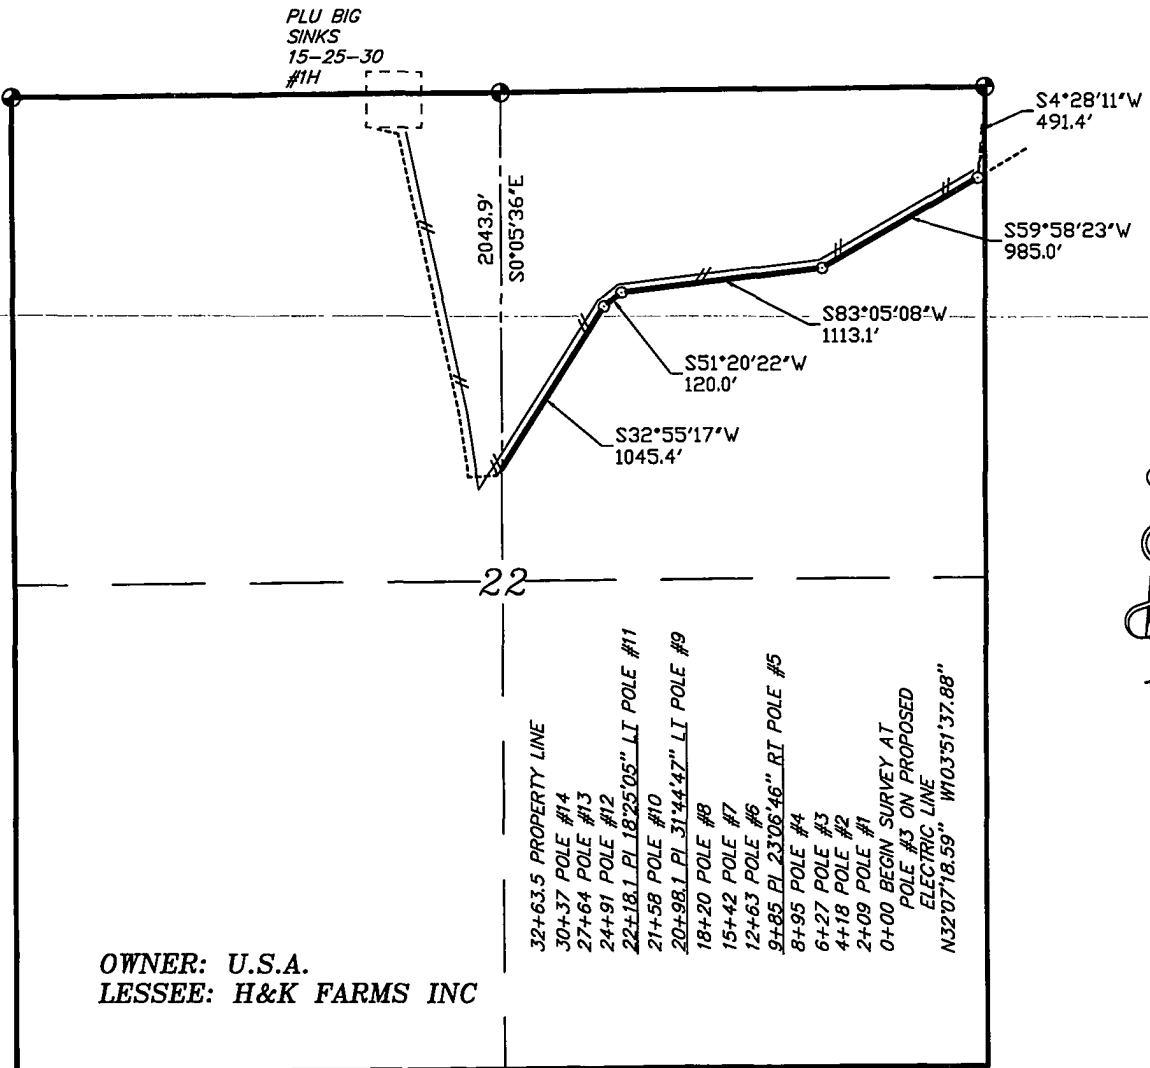 PLU BIG
SINKS
15-25-30
#1H
S4°28'11"W
491.4'
2043.9'
S0°05'36"E
S59°58'23"W
985.0'
S83°05'08"W
1113.1'
S51°20'22"W
120.0'
S32°55'17"W
1045.4'
22
32+63.5 PROPERTY LINE
30+37 POLE #14
27+64 POLE #13
24+91 POLE #12
22+18.1 PI 18°25'05" LT POLE #11
21+58 POLE #10
20+98.1 PI 31°44'47" LT POLE #9
18+20 POLE #8
15+42 POLE #7
12+63 POLE #6
9+85 PI 23°06'46" RT POLE #5
8+95 POLE #4
6+27 POLE #3
4+18 POLE #2
2+09 POLE #1
0+00 BEGIN SURVEY AT
POLE #3 ON PROPOSED
ELECTRIC LINE
N32°07'18.59" W103°51'37.88"
OWNER: U.S.A.
LESSEE: H&K FARMS INC